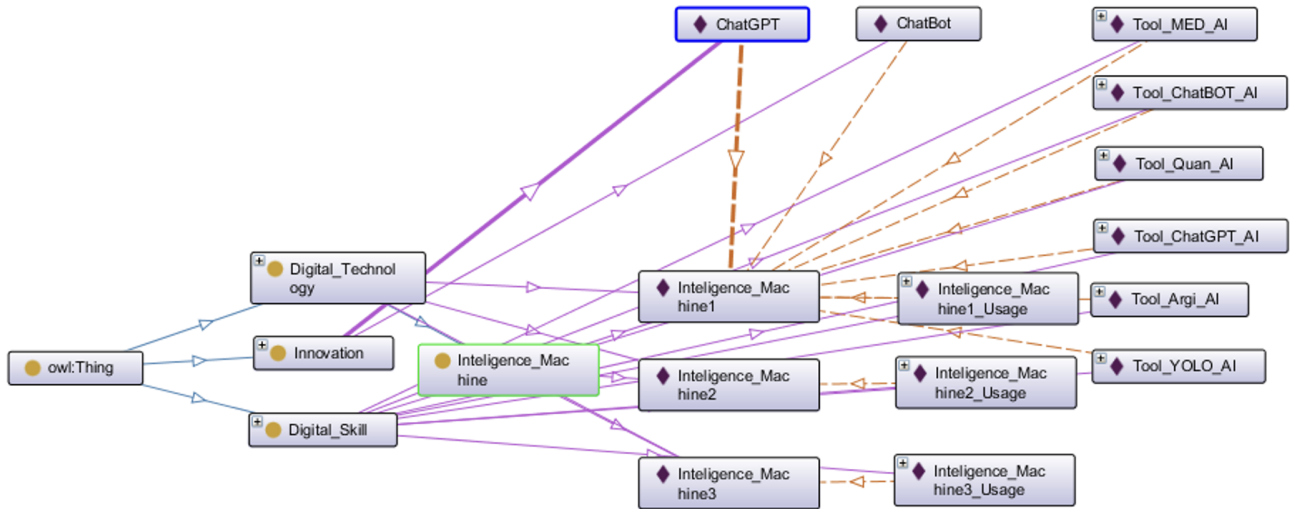 ChatGPT
ChatBot
Tool_MED_AI
Tool_ChatBOT_AI
Tool_Quan_AI
Tool_ChatGPT_AI
Digital_Technol
ogy
Inteligence_Mac
hine1
Inteligence_Mac
hine1_Usage
Tool_Argi_AI
Innovation
owl:Thing
Inteligence_Mac
hine
Inteligence_Mac
hine2
Inteligence_Mac
hine2_Usage
Tool_YOLO_AI
Digital_Skill
Inteligence_Mac
hine3
Inteligence_Mac
hine3_Usage